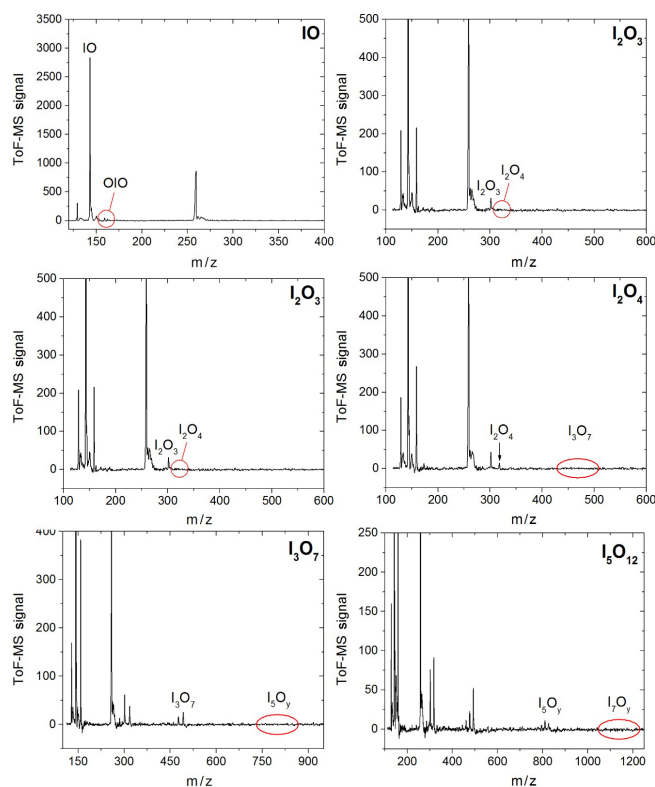 IO
3500
3000
2500
2000
1500
1000
500
0
ToF-MS signal
IO
OIO
150 200 250 300 350 400
m/z
I₂O₃
500
400
300
200
100
0
ToF-MS signal
I₂O₃
I₂O₄
100 200 300 400 500 600
m/z
I₂O₃
500
400
300
200
100
0
ToF-MS signal
I₂O₃
I₂O₄
100 200 300 400 500 600
m/z
I₂O₄
500
400
300
200
100
0
ToF-MS signal
I₂O₄
I₃O₇
100 200 300 400 500 600
m/z
I₃O₇
400
300
200
100
0
ToF-MS signal
I₃O₇
I₅Oᵧ
150 300 450 600 750 900
m/z
I₅O₁₂
250
200
150
100
50
0
ToF-MS signal
I₅Oᵧ
I₇Oᵧ
200 400 600 800 1000 1200
m/z